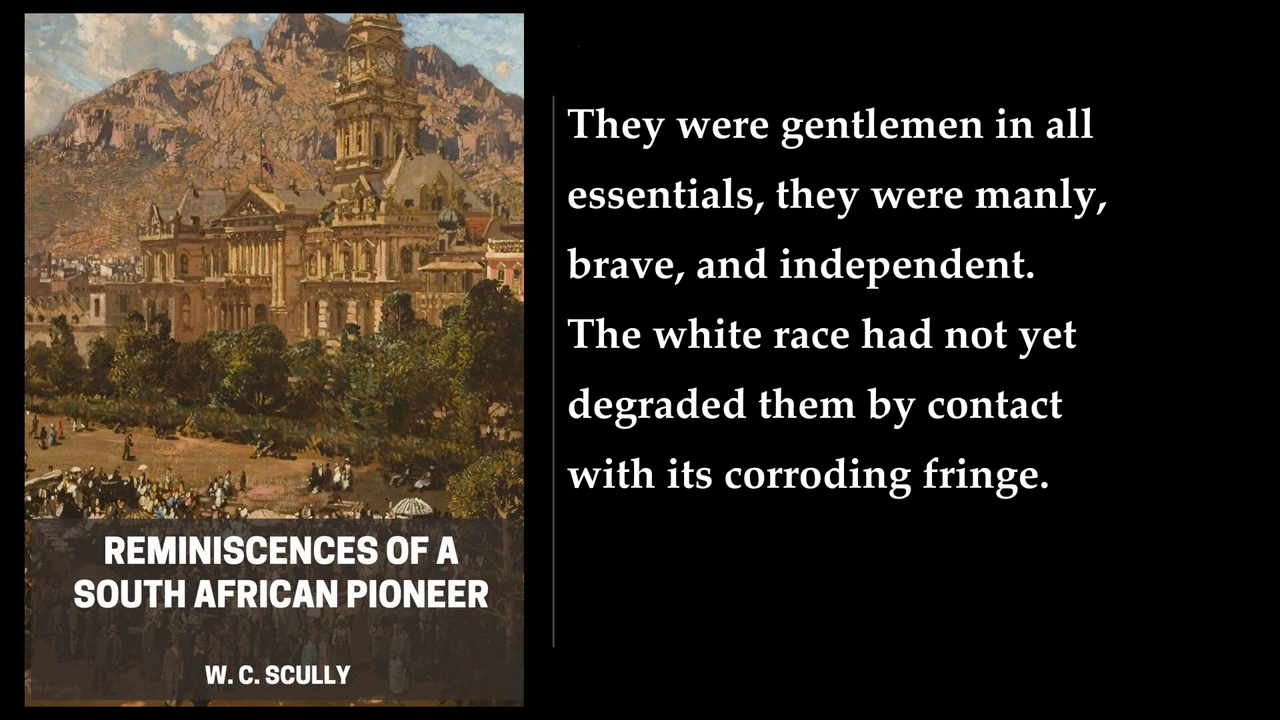 They were gentlemen in all
essentials, they were manly,
brave, and independent.
The white race had not yet
degraded them by contact
with its corroding fringe.
REMINISCENCES OF A
SOUTH AFRICAN PIONEER
W. C. SCULLY